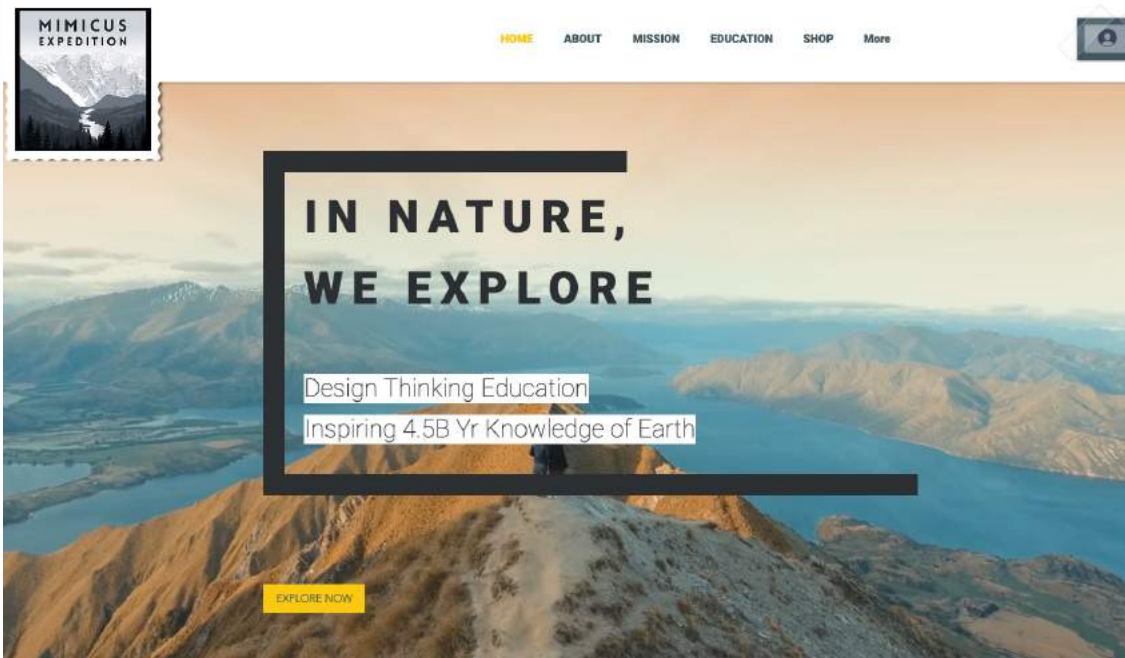 MIMICUS
EXPEDITION
HOME ABOUT MISSION EDUCATION SHOP More
IN NATURE,
WE EXPLORE
Design Thinking Education
Inspiring 4.5B Yr Knowledge of Earth
EXPLORE NOW